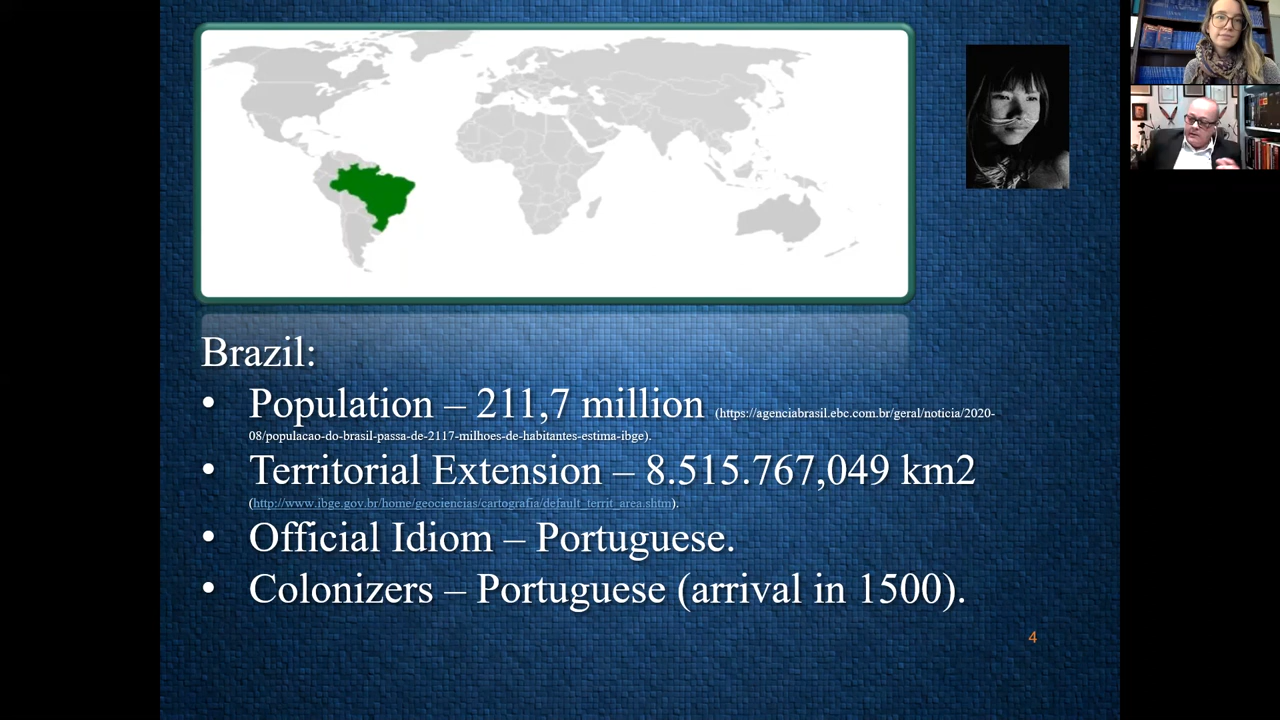 Brazil:
• Population – 211,7 million (https://agenciabrasil.ebc.com.br/geral/noticia/2020-
08/populacao-do-brasil-passa-de-2117-milhoes-de-habitantes-estima-ibge).
• Territorial Extension – 8.515.767,049 km2
(http://www.ibge.gov.br/home/geociencias/cartografia/default_territ_area.shtm).
• Official Idiom – Portuguese.
• Colonizers – Portuguese (arrival in 1500).
4